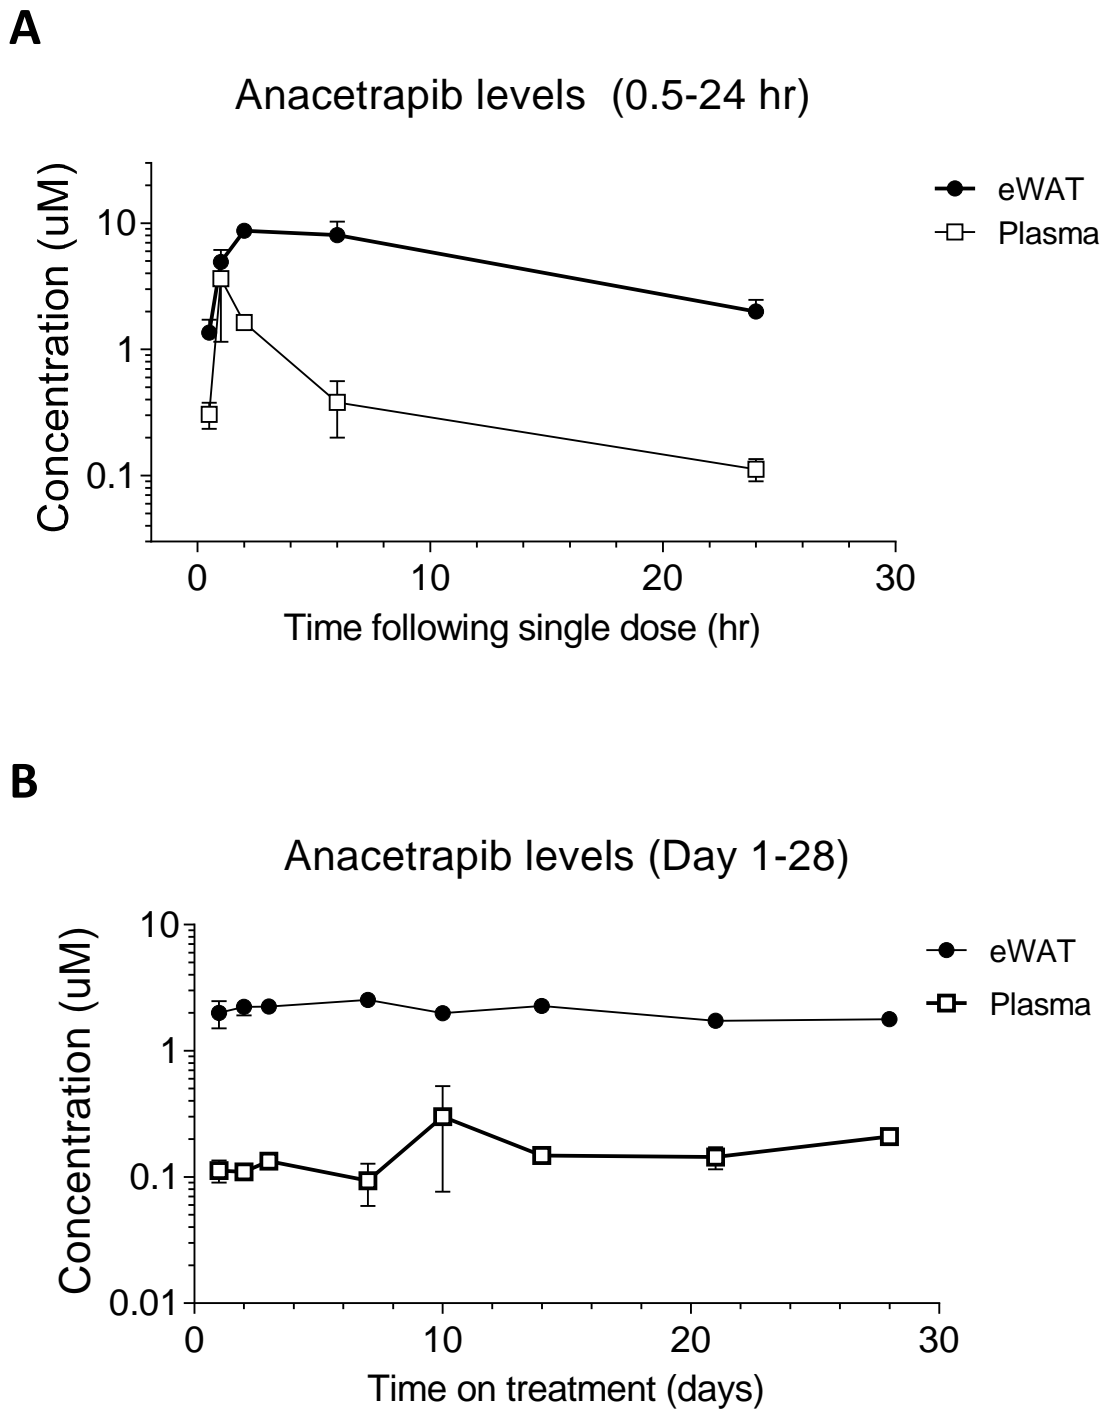 A
Anacetrapib levels (0.5-24 hr)
Concentration (uM)
10
1
0.1
0 10 20 30
Time following single dose (hr)
eWAT
Plasma
B
Anacetrapib levels (Day 1-28)
Concentration (uM)
10
1
0.1
0.01
0 10 20 30
Time on treatment (days)
eWAT
Plasma